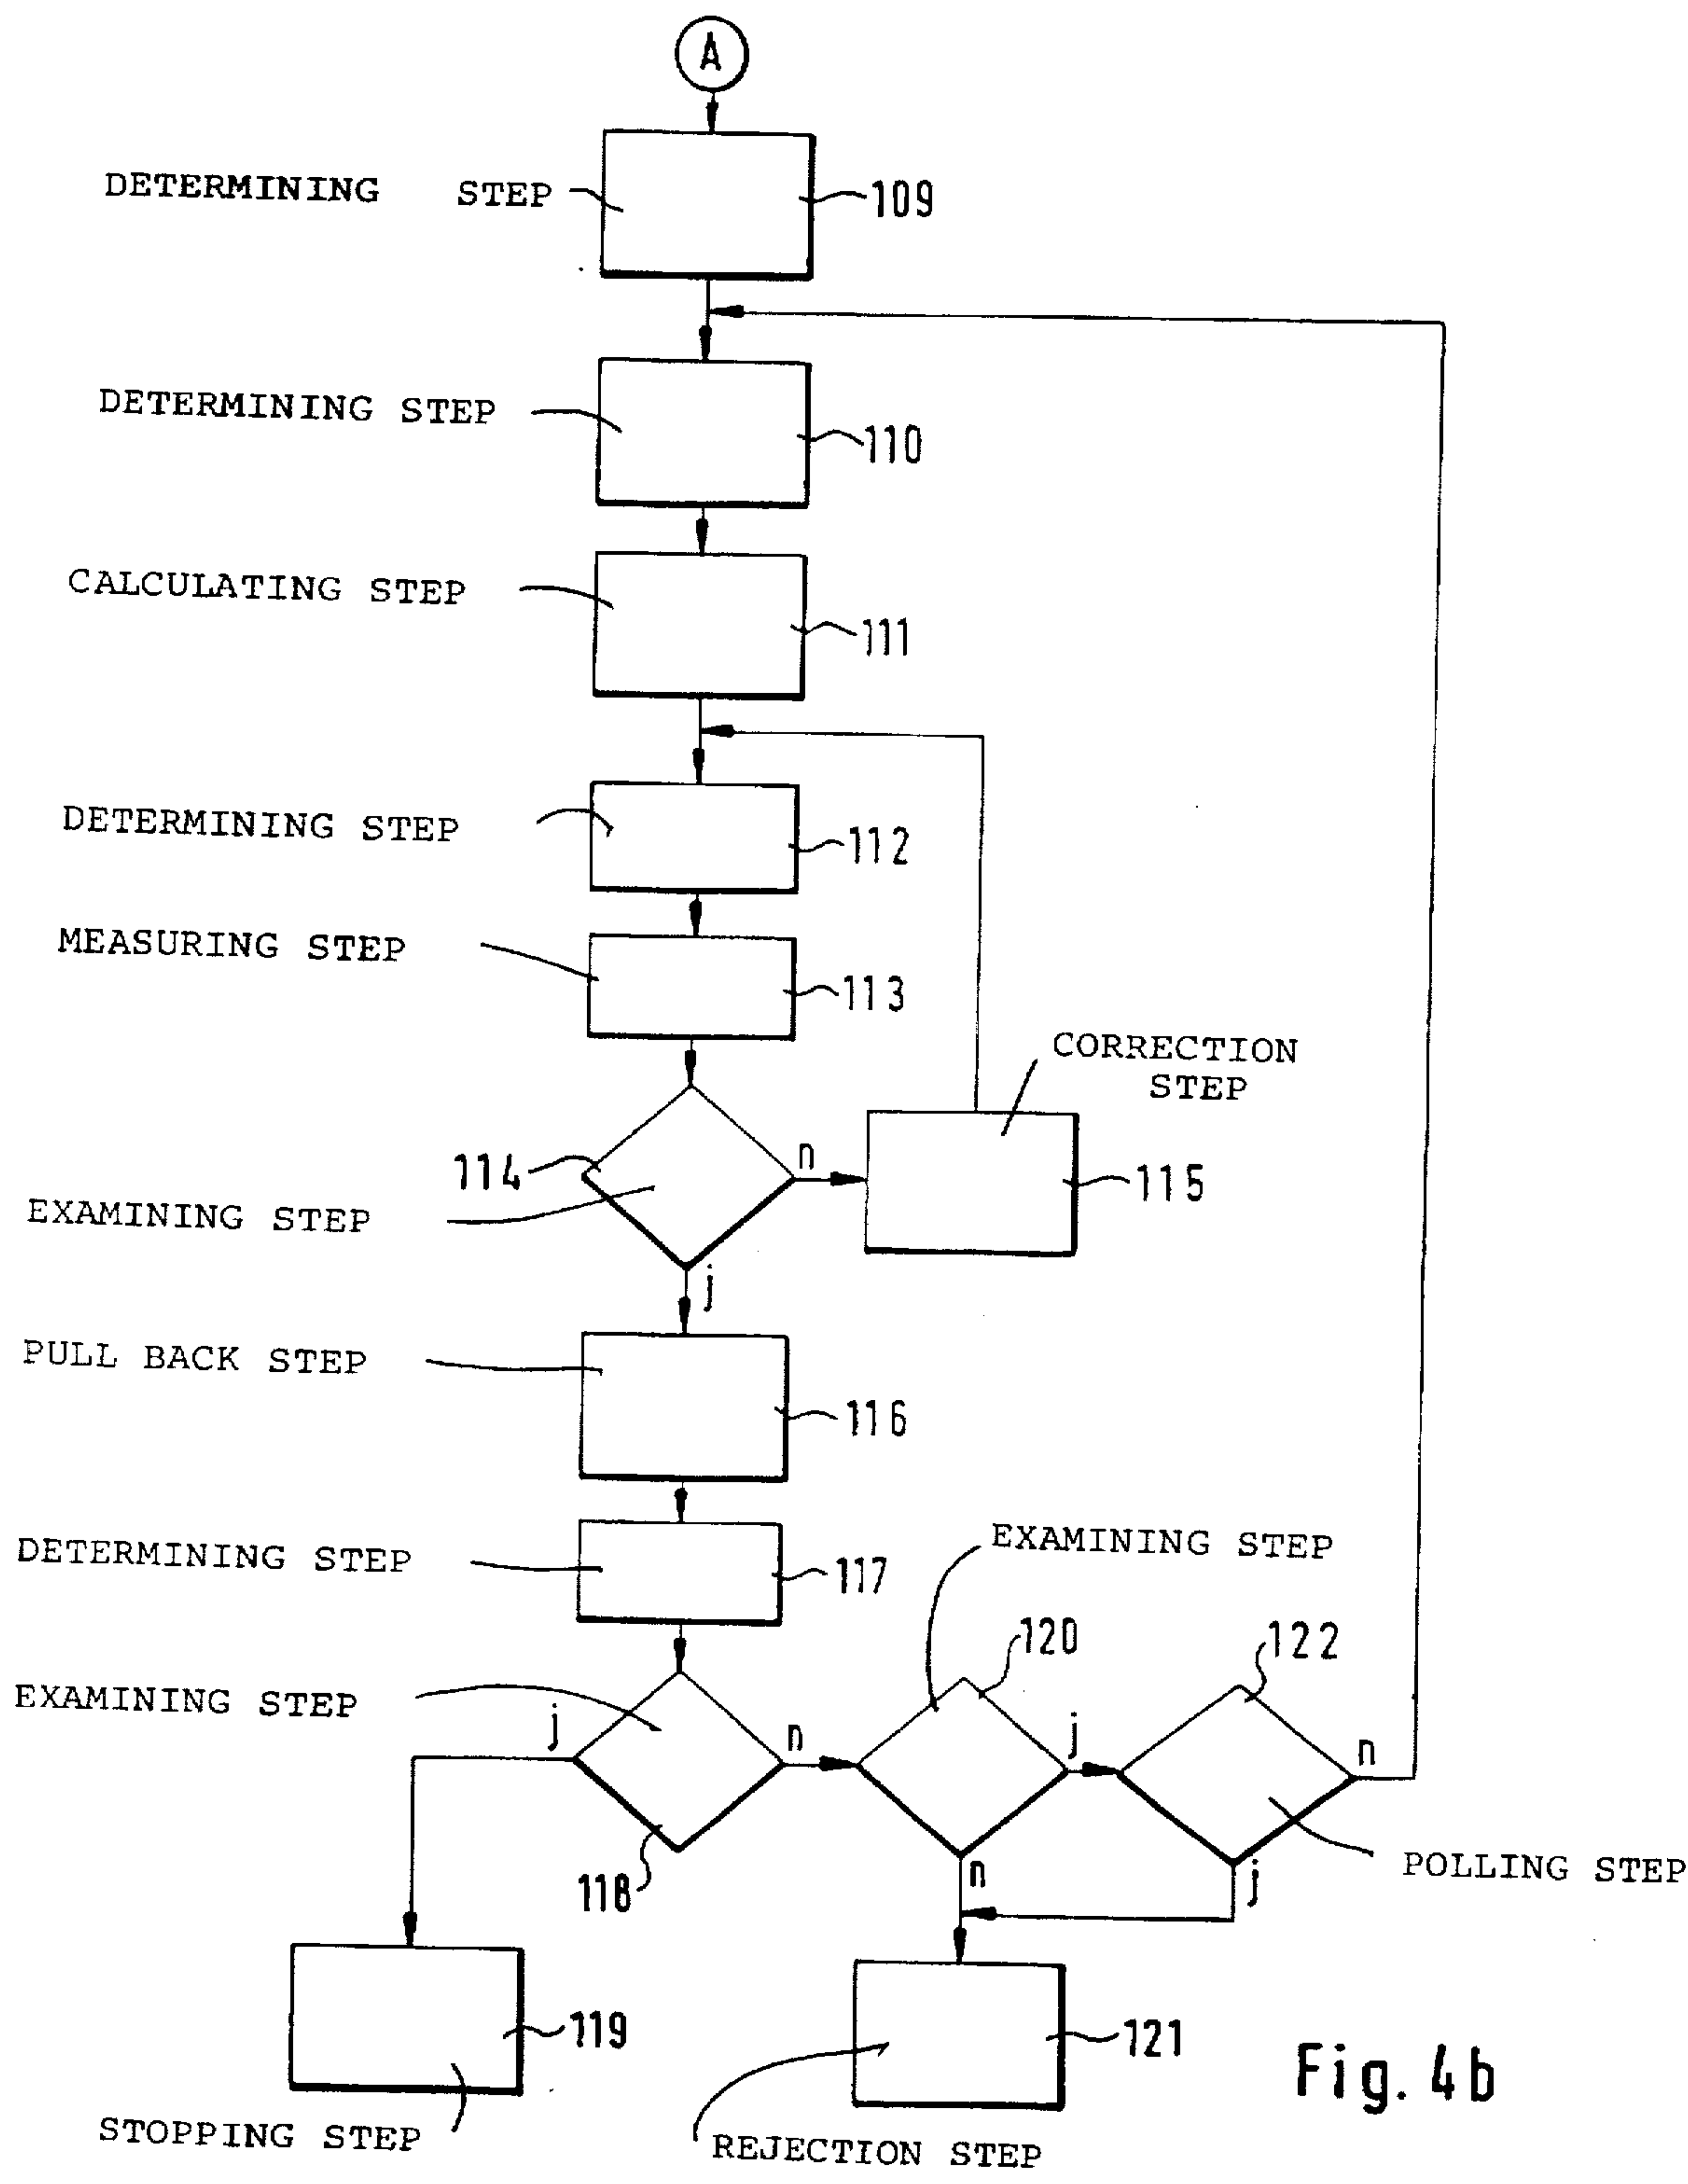 A
DETERMINING STEP
109
DETERMINING STEP
110
CALCULATING STEP
111
DETERMINING STEP
112
MEASURING STEP
113
CORRECTION
STEP
114
n
115
EXAMINING STEP
j
PULL BACK STEP
116
DETERMINING STEP
117
EXAMINING STEP
120
122
EXAMINING STEP
j
n
j
n
118
n
j
POLLING STEP
119
121
STOPPING STEP
REJECTION STEP
Fig. 4b